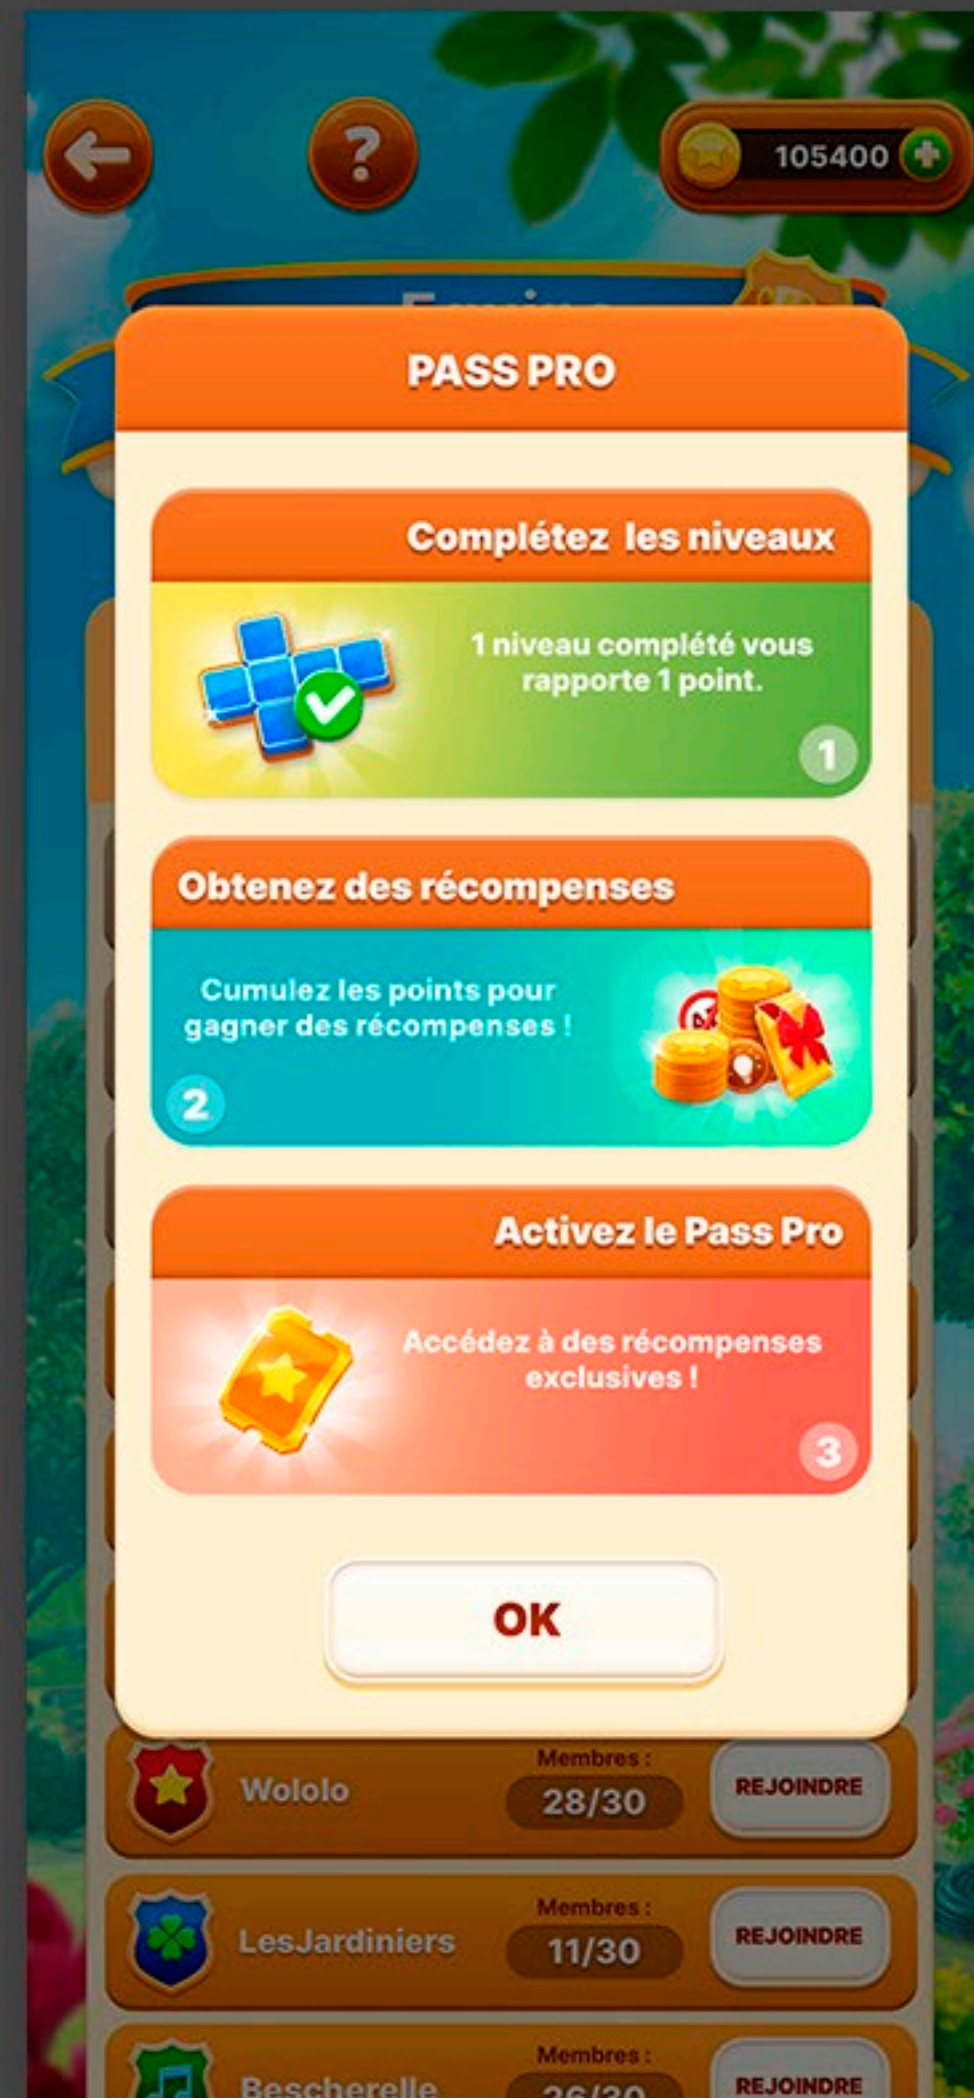 ?
105400
PASS PRO
Complétez les niveaux
1 niveau complété vous
rapporte 1 point.
1
Obtenez des récompenses
Cumulez les points pour
gagner des récompenses !
2
Activez le Pass Pro
Accédez à des récompenses
exclusives !
3
OK
Wololo
Membres :
28/30
REJOINDRE
LesJardiniers
Membres :
11/30
REJOINDRE
Bescherelle
Membres :
26/30
REJOINDRE